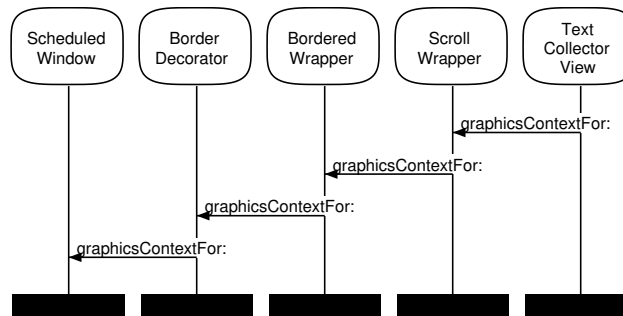 Scheduled
Window
Border
Decorator
Bordered
Wrapper
Scroll
Wrapper
Text
Collector
View
graphicsContextFor:
graphicsContextFor:
graphicsContextFor:
graphicsContextFor: